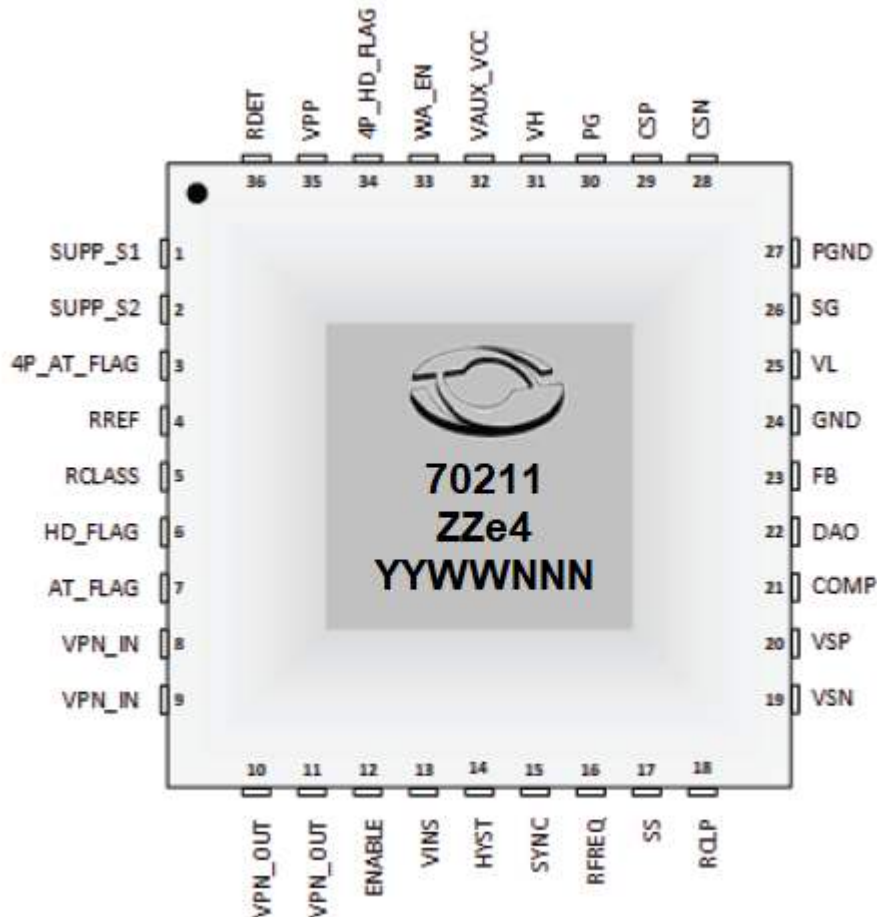 RDET
VPP
4P_HD_FLAG
WA_EN
VAUX_VCC
VH
PG
CSP
CSN
36 35 34 33 32 31 30 29 28
SUPP_S1 1
SUPP_S2 2
4P_AT_FLAG 3
RREF 4
RCLASS 5
HD_FLAG 6
AT_FLAG 7
VPN_IN 8
VPN_IN 9
70211
ZZe4
YYWWNNN
27 PGND
26 SG
25 VL
24 GND
23 FB
22 DAO
21 COMP
20 VSP
19 VSN
10 11 12 13 14 15 16 17 18
VPN_OUT
VPN_OUT
ENABLE
VINS
HYST
SYNC
RFREQ
SS
RCLP